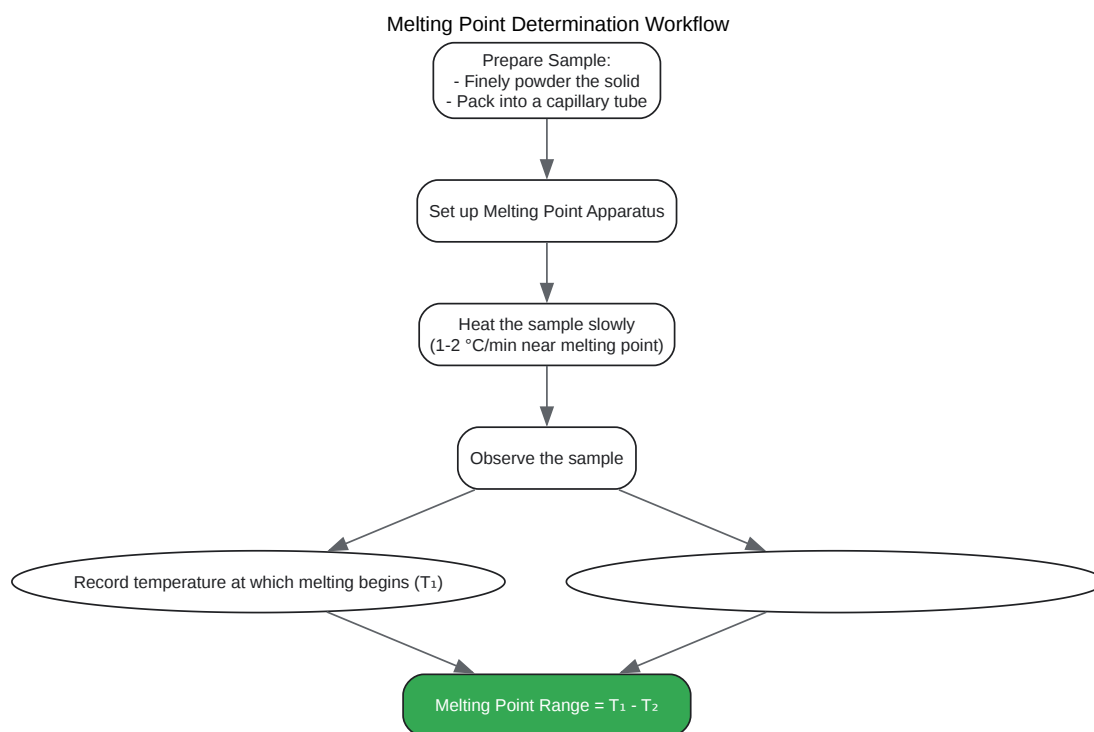 Melting Point Determination Workflow
Prepare Sample:
- Finely powder the solid
- Pack into a capillary tube
Set up Melting Point Apparatus
Heat the sample slowly
(1-2 °C/min near melting point)
Observe the sample
Record temperature at which melting begins (T₁)
Melting Point Range = T₁ - T₂